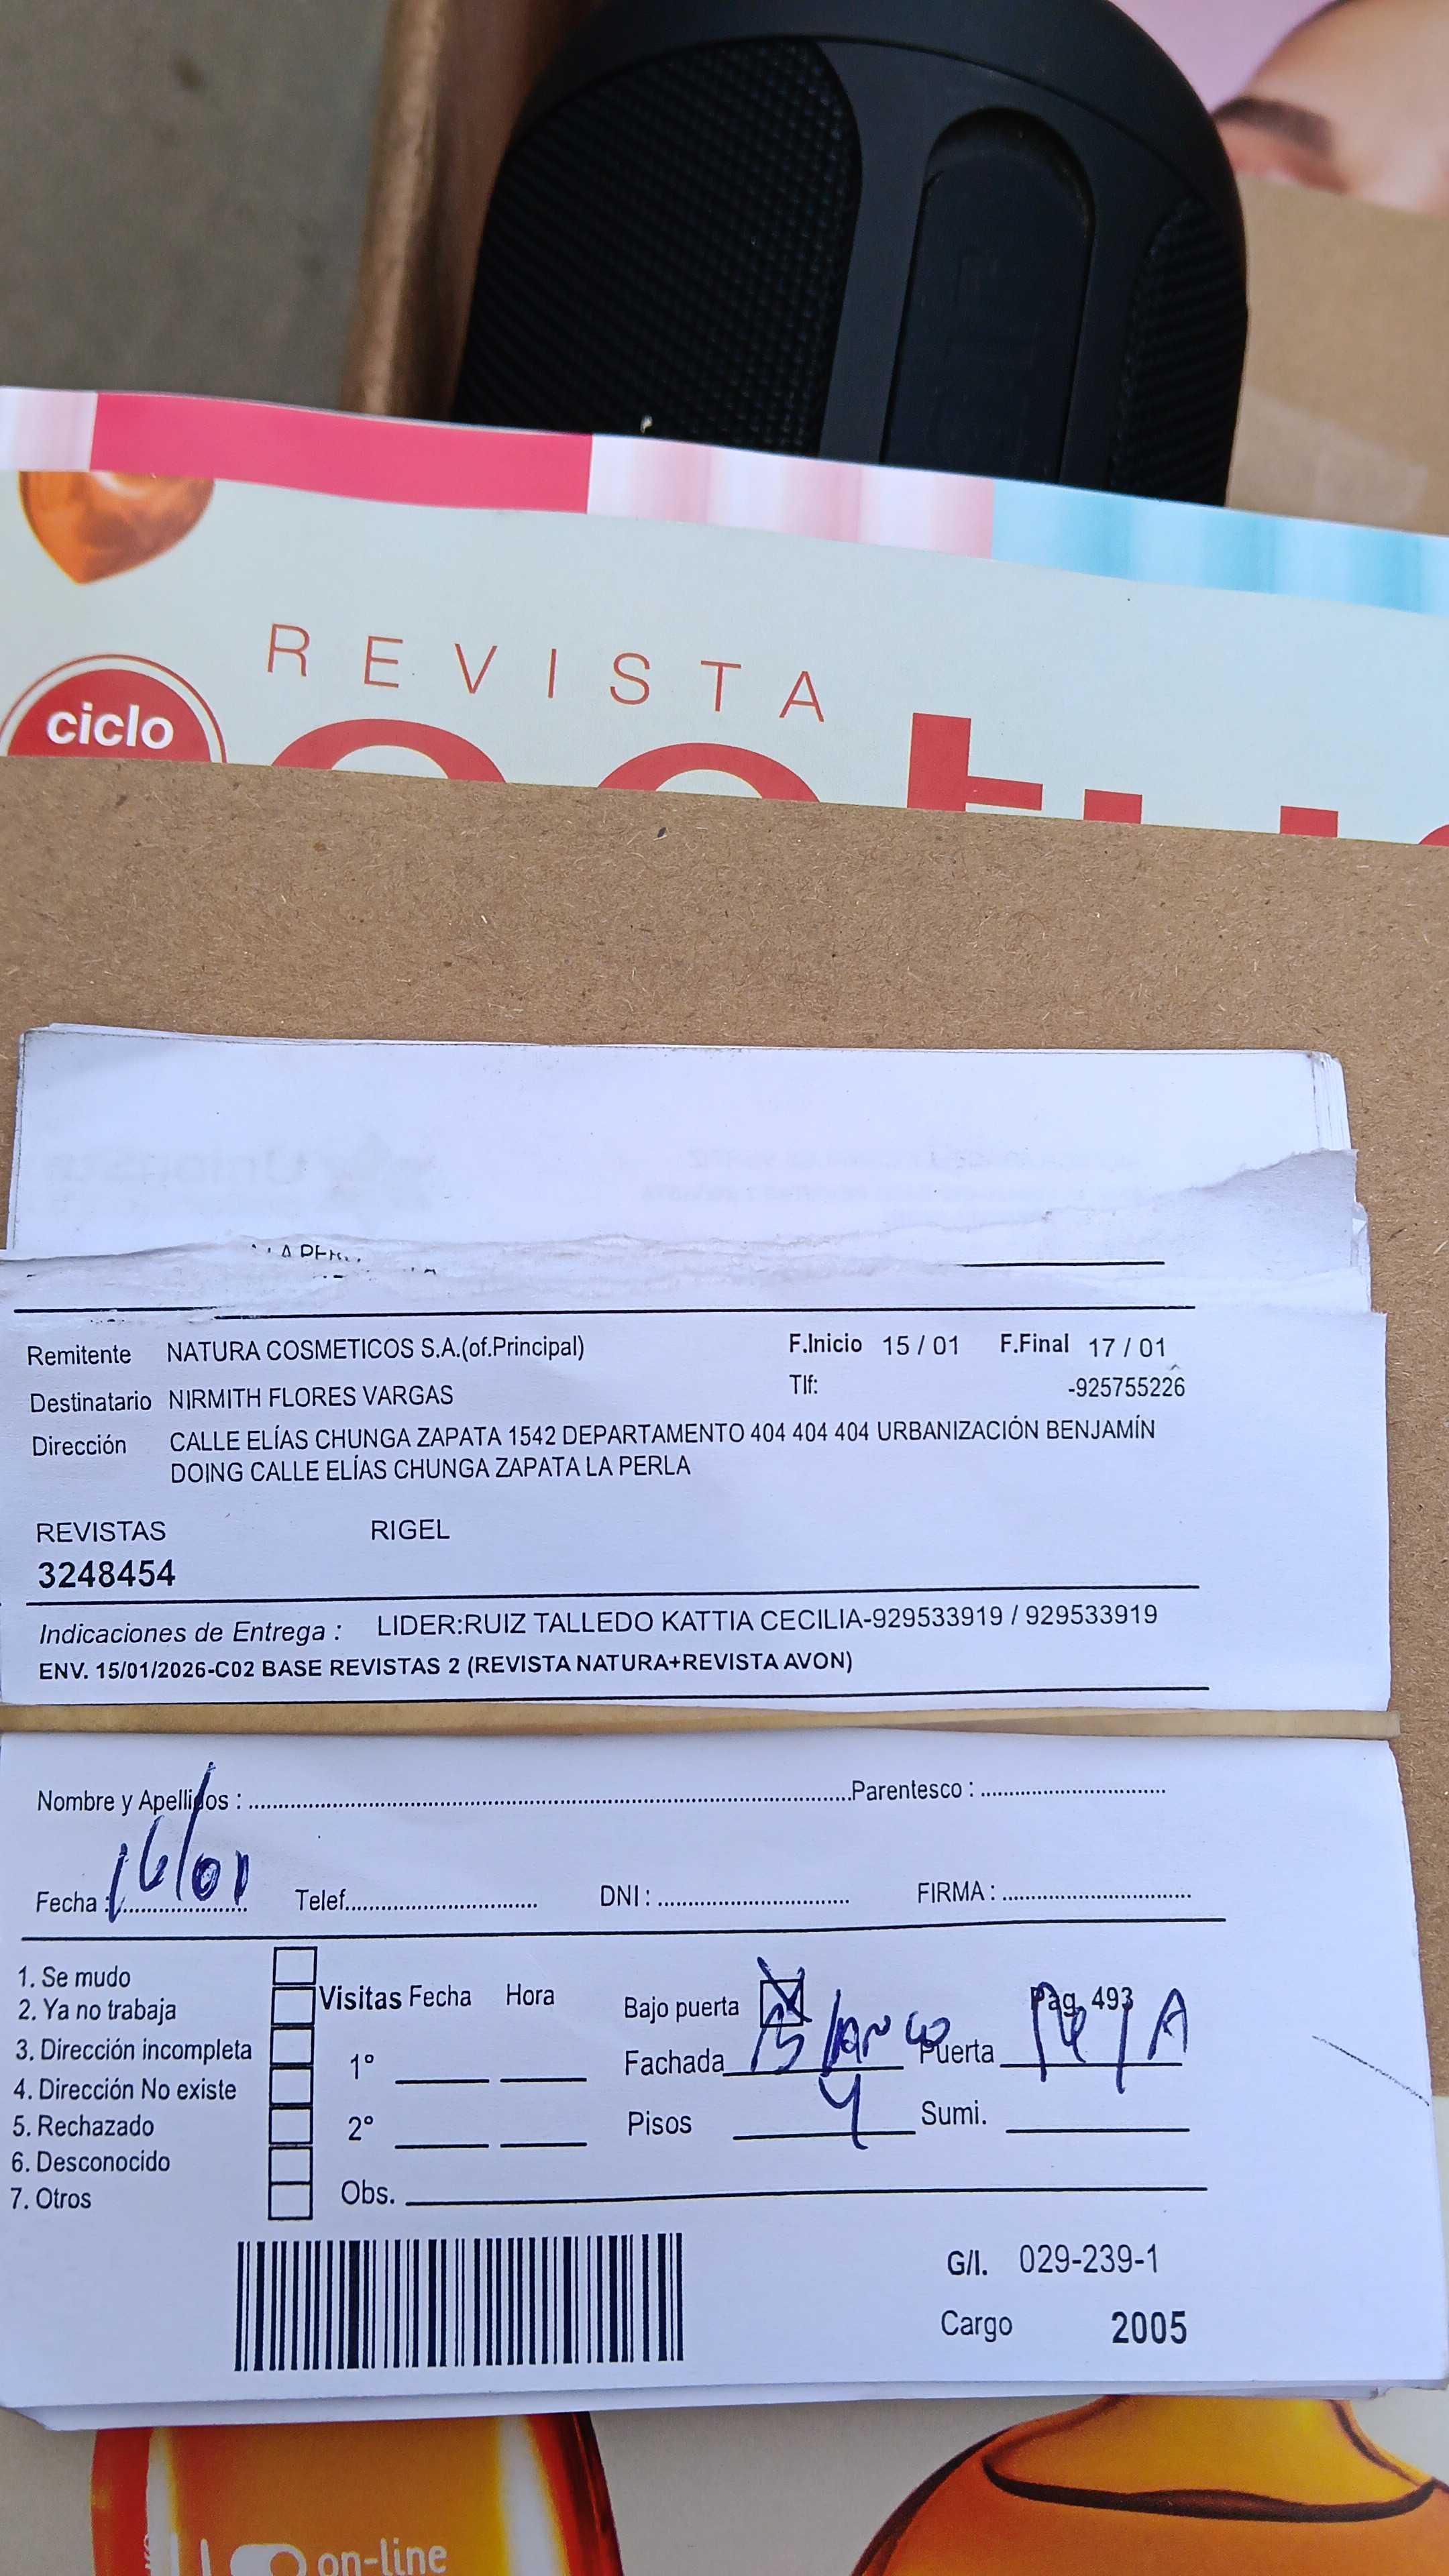 REVISTA
ciclo
Remitente NATURA COSMETICOS S.A.(of.Principal) F.Inicio 15 / 01 F.Final 17 / 01
Destinatario NIRMITH FLORES VARGAS Tlf: -925755226
Dirección CALLE ELÍAS CHUNGA ZAPATA 1542 DEPARTAMENTO 404 404 404 URBANIZACIÓN BENJAMÍN
DOING CALLE ELÍAS CHUNGA ZAPATA LA PERLA
REVISTAS RIGEL
3248454
Indicaciones de Entrega : LIDER:RUIZ TALLEDO KATTIA CECILIA-929533919 / 929533919
ENV. 15/01/2026-C02 BASE REVISTAS 2 (REVISTA NATURA+REVISTA AVON)
Nombre y Apellidos : Parentesco :
Fecha : 16/01 Telef. DNI : FIRMA :
1. Se mudo
2. Ya no trabaja
3. Dirección incompleta
4. Dirección No existe
5. Rechazado
6. Desconocido
7. Otros
Visitas Fecha Hora
1°
2°
Obs.
Bajo puerta X Pag. 493
Fachada Blanco Puerta
Pisos 4 Sumi.
G/I. 029-239-1
Cargo 2005
on-line